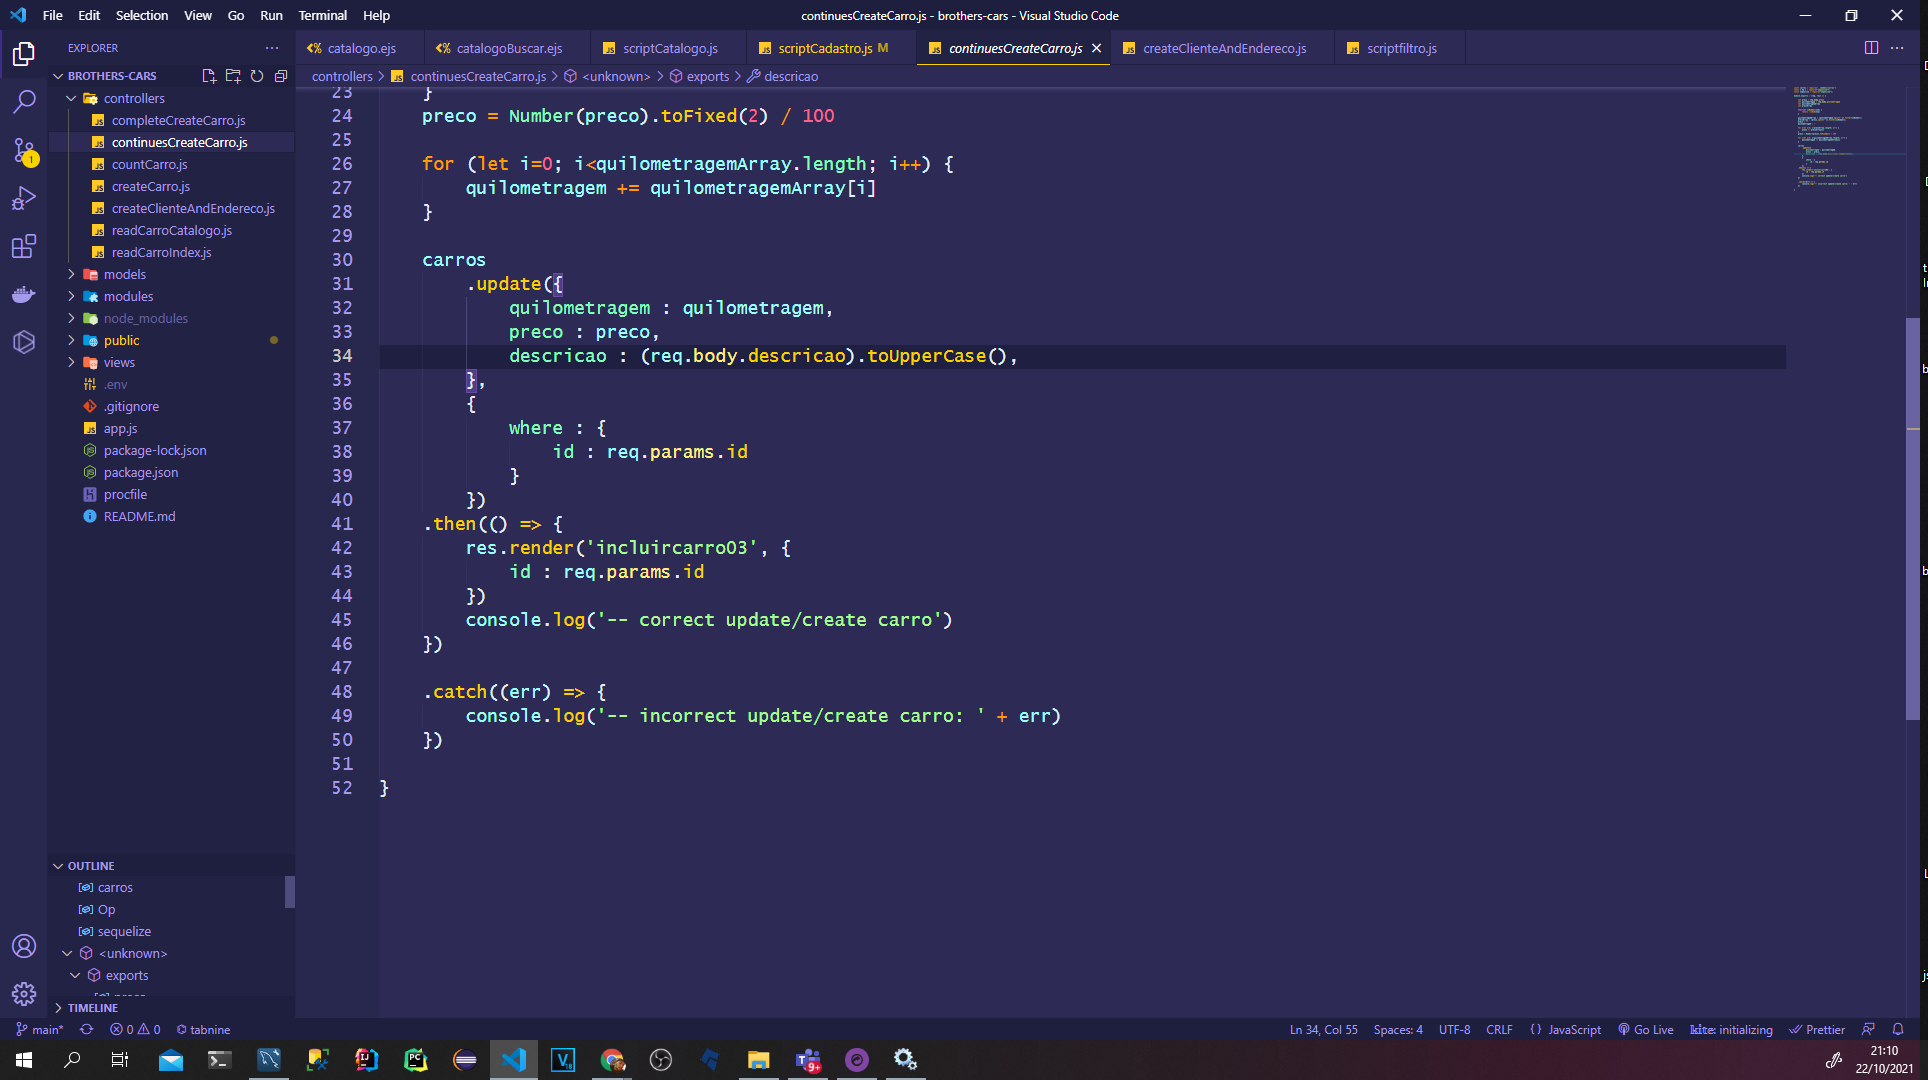 File Edit Selection View Go Run Terminal Help
continuesCreateCarro.js - brothers-cars - Visual Studio Code
EXPLORER
BROTHERS-CARS
controllers
completeCreateCarro.js
continuesCreateCarro.js
countCarro.js
createCarro.js
createClienteAndEndereco.js
readCarroCatalogo.js
readCarroIndex.js
models
modules
node_modules
public
views
.env
.gitignore
app.js
package-lock.json
package.json
procfile
README.md
OUTLINE
carros
Op
sequelize
<unknown>
exports
TIMELINE
catalogo.ejs
catalogoBuscar.ejs
scriptCatalogo.js
scriptCadastro.js M
continuesCreateCarro.js
createClienteAndEndereco.js
scriptfiltro.js
controllers > continuesCreateCarro.js > <unknown> > exports > descricao
23 }
24 preco = Number(preco).toFixed(2) / 100
25
26 for (let i=0; i<quilometragemArray.length; i++) {
27 quilometragem += quilometragemArray[i]
28 }
29
30 carros
31 .update({
32 quilometragem : quilometragem,
33 preco : preco,
34 descricao : (req.body.descricao).toUpperCase(),
35 },
36 {
37 where : {
38 id : req.params.id
39 }
40 })
41 .then(() => {
42 res.render('incluircarro03', {
43 id : req.params.id
44 })
45 console.log('-- correct update/create carro')
46 })
47
48 .catch((err) => {
49 console.log('-- incorrect update/create carro: ' + err)
50 })
51
52 }
main* 0 0 tabnine
Ln 34, Col 55 Spaces: 4 UTF-8 CRLF {} JavaScript Go Live kite: initializing Prettier
21:10
22/10/2021